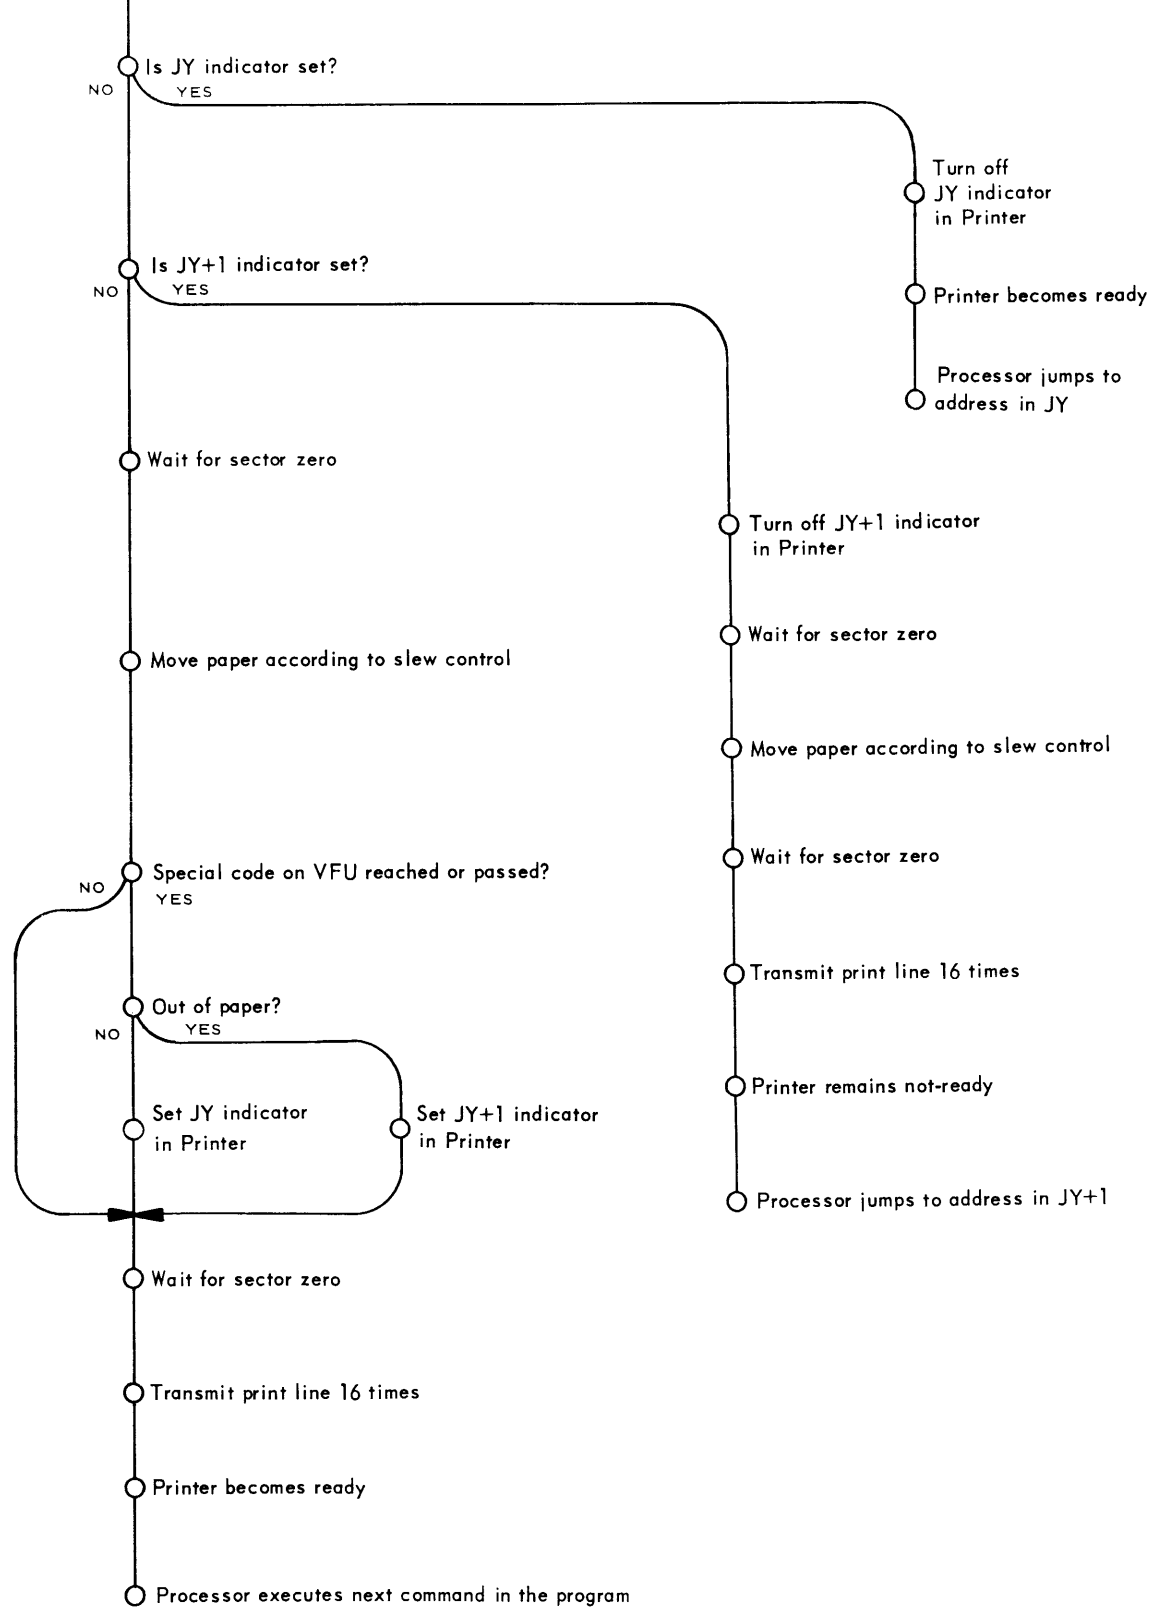 Is JY indicator set?
NO
YES
Turn off
JY indicator
in Printer
Is JY+1 indicator set?
NO
YES
Printer becomes ready
Processor jumps to
address in JY
Wait for sector zero
Turn off JY+1 indicator
in Printer
Wait for sector zero
Move paper according to slew control
Move paper according to slew control
Wait for sector zero
Special code on VFU reached or passed?
NO
YES
Transmit print line 16 times
Out of paper?
NO
YES
Printer remains not-ready
Set JY indicator
in Printer
Set JY+1 indicator
in Printer
Processor jumps to address in JY+1
Wait for sector zero
Transmit print line 16 times
Printer becomes ready
Processor executes next command in the program